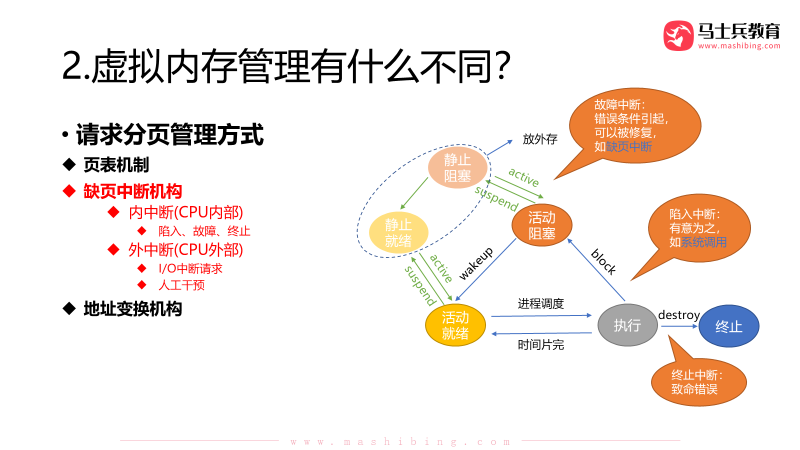 马士兵教育
www.mashibing.com
2.虚拟内存管理有什么不同？
• 请求分页管理方式
◆ 页表机制
◆ 缺页中断机构
◆ 内中断(CPU内部)
◆ 陷入、故障、终止
◆ 外中断(CPU外部)
◆ I/O中断请求
◆ 人工干预
◆ 地址变换机构
放外存
故障中断：
错误条件引起，
可以被修复，
如缺页中断
静止
阻塞
active
suspend
活动
阻塞
静止
就绪
陷入中断：
有意为之，
如系统调用
active
suspend
wakeup
block
活动
就绪
进程调度
时间片完
执行
destroy
终止
终止中断：
致命错误
www.mashibing.com